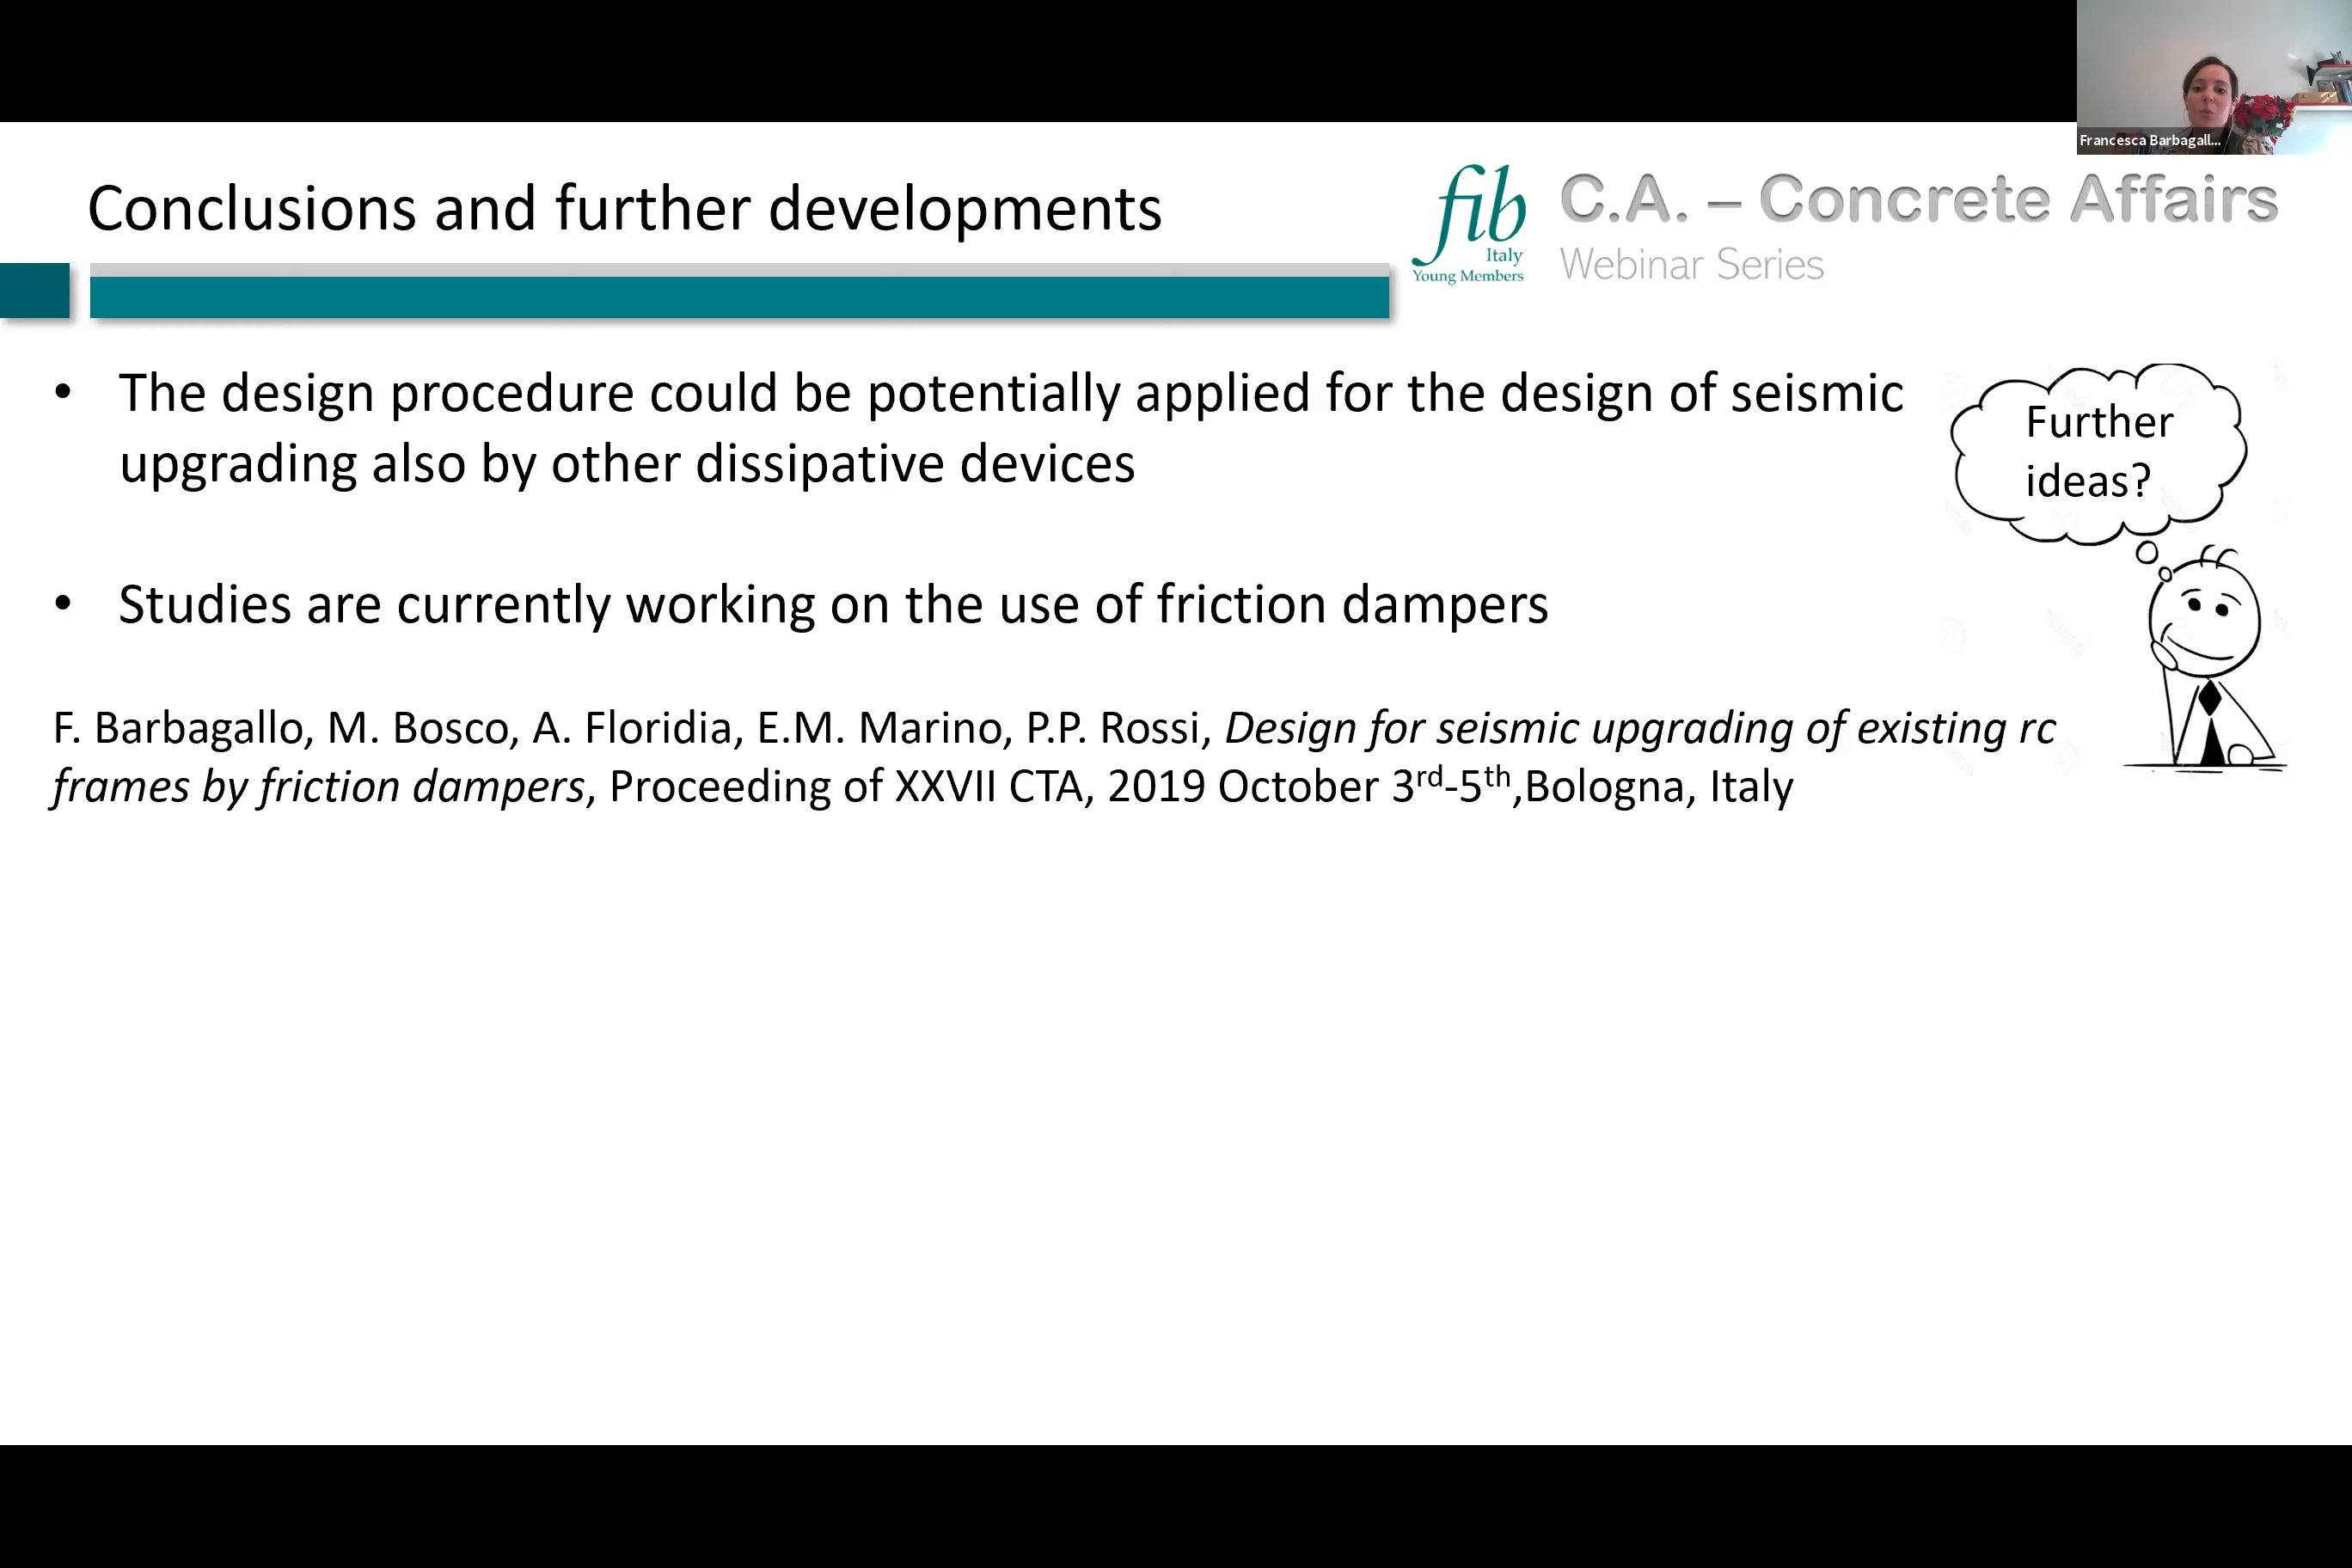 Francesca Barbagall...
Conclusions and further developments
fib
Italy
Young Members
C.A. – Concrete Affairs
Webinar Series
• The design procedure could be potentially applied for the design of seismic
upgrading also by other dissipative devices
Further
ideas?
• Studies are currently working on the use of friction dampers
F. Barbagallo, M. Bosco, A. Floridia, E.M. Marino, P.P. Rossi, Design for seismic upgrading of existing rc
frames by friction dampers, Proceeding of XXVII CTA, 2019 October 3rd-5th,Bologna, Italy